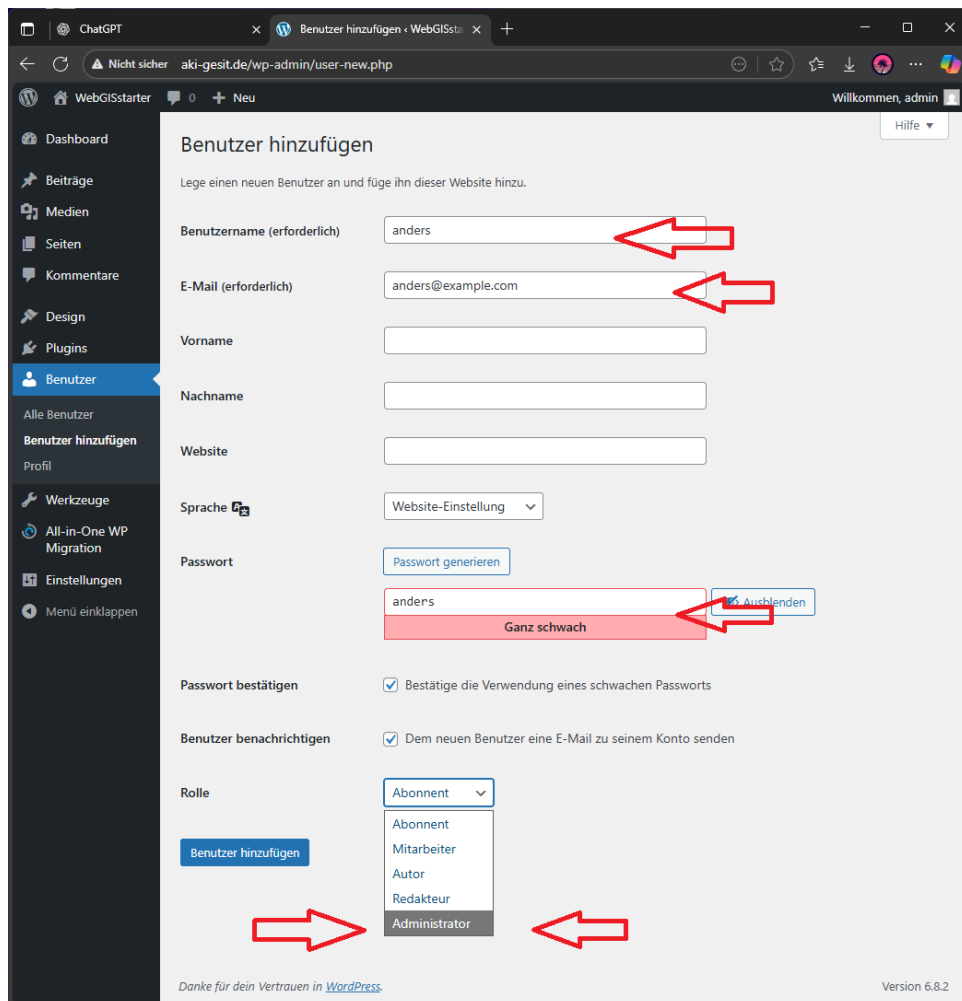 ChatGPT
Benutzer hinzufügen ‹ WebGISsta
Nicht sicher
aki-gesit.de/wp-admin/user-new.php
WebGISstarter
0
Neu
Willkommen, admin
Hilfe
Dashboard
Beiträge
Medien
Seiten
Kommentare
Design
Plugins
Benutzer
Alle Benutzer
Benutzer hinzufügen
Profil
Werkzeuge
All-in-One WP
Migration
Einstellungen
Menü einklappen
Benutzer hinzufügen
Lege einen neuen Benutzer an und füge ihn dieser Website hinzu.
Benutzername (erforderlich)
anders
E-Mail (erforderlich)
anders@example.com
Vorname
Nachname
Website
Sprache
Website-Einstellung
Passwort
Passwort generieren
anders
Ausblenden
Ganz schwach
Passwort bestätigen
Bestätige die Verwendung eines schwachen Passworts
Benutzer benachrichtigen
Dem neuen Benutzer eine E-Mail zu seinem Konto senden
Rolle
Abonnent
Abonnent
Mitarbeiter
Autor
Redakteur
Administrator
Benutzer hinzufügen
Danke für dein Vertrauen in WordPress.
Version 6.8.2